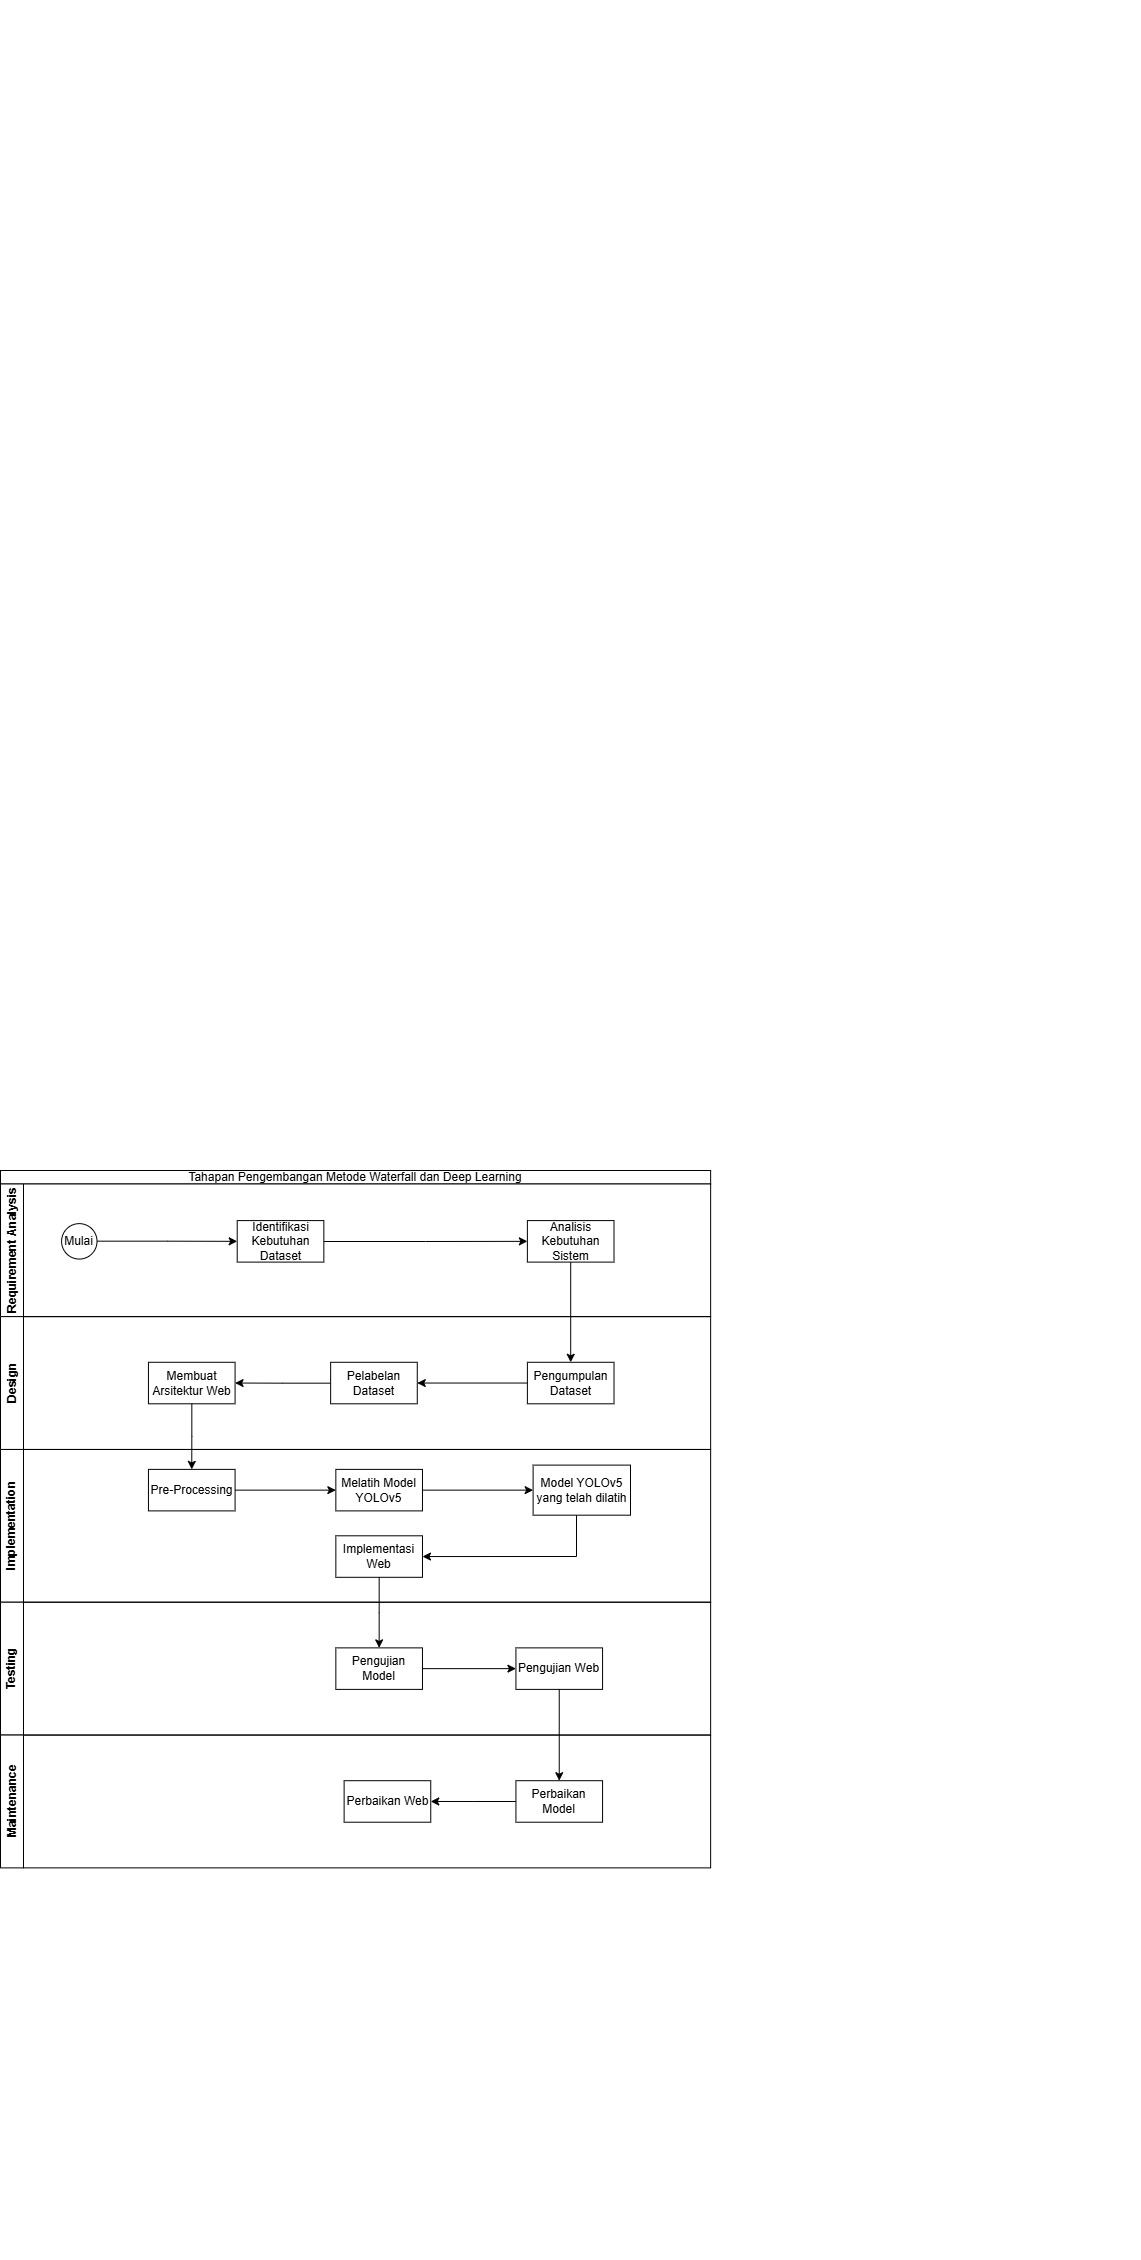 Tahapan Pengembangan Metode Waterfall dan Deep Learning
Requirement Analysis
Mulai
Identifikasi
Kebutuhan
Dataset
Analisis
Kebutuhan
Sistem
Design
Membuat
Arsitektur Web
Pelabelan
Dataset
Pengumpulan
Dataset
Implementation
Pre-Processing
Melatih Model
YOLOv5
Model YOLOv5
yang telah dilatih
Implementasi
Web
Testing
Pengujian
Model
Pengujian Web
Maintenance
Perbaikan Web
Perbaikan
Model